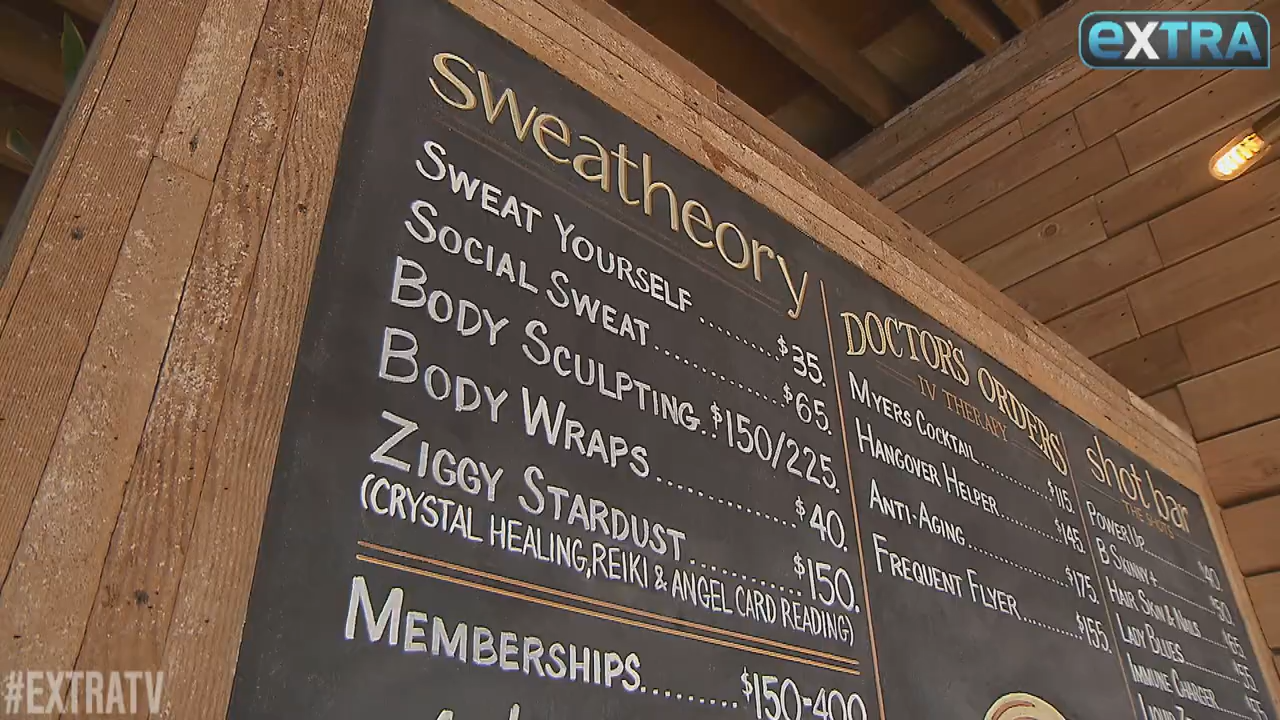 eXTRA
sweatheory
SWEAT YOURSELF ........ $35.
SOCIAL SWEAT ............ $65.
BODY SCULPTING..$150/225.
BODY WRAPS ............. $40.
ZIGGY STARDUST ......... $150.
(CRYSTAL HEALING, REIKI & ANGEL CARD READING)
MEMBERSHIPS........ $150-400
DOCTOR'S ORDERS
IV THERAPY
MYERS COCKTAIL......... $115.
HANGOVER HELPER....... $145.
ANTI-AGING............. $175.
FREQUENT FLYER........ $155.
shot bar
THE SHOTS
POWER UP
B SKINNY +
HAIR SKIN & NAILS
LADY BLUES
IMMUNE CHARGER
#EXTRATV